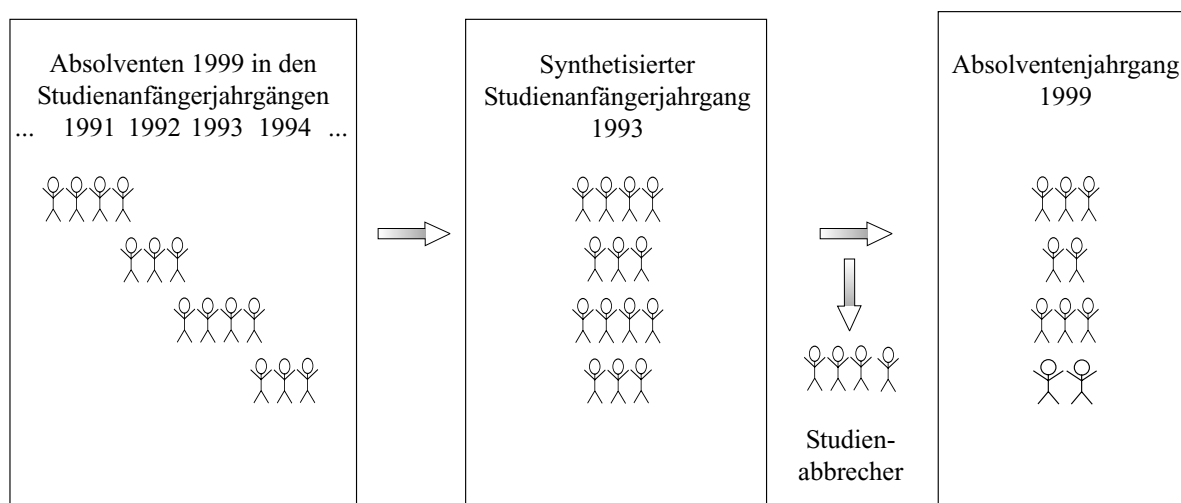 Absolventen 1999 in den
Studienanfängerjahrgängen
... 1991 1992 1993 1994 ...
Synthetisierter
Studienanfängerjahrgang
1993
Studien-
abbrecher
Absolventenjahrgang
1999